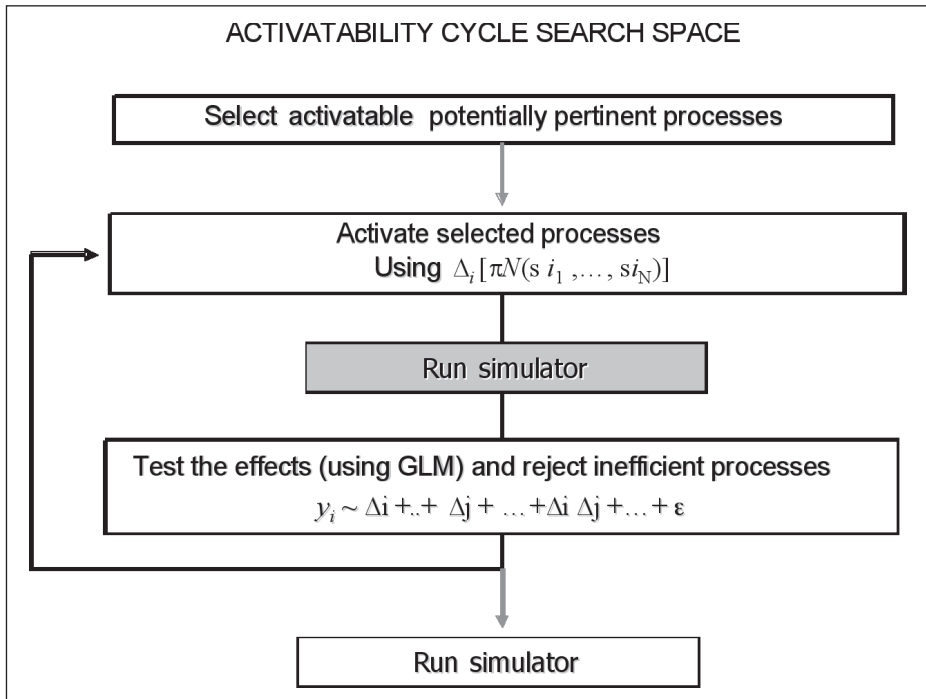 ACTIVATABILITY CYCLE SEARCH SPACE
Select activatable potentially pertinent processes
Activate selected processes
Using Δi [πN(s i1 ,…, siN)]
Run simulator
Test the effects (using GLM) and reject inefficient processes
yi ~ Δi +..+ Δj + …+Δi Δj +…+ ε
Run simulator